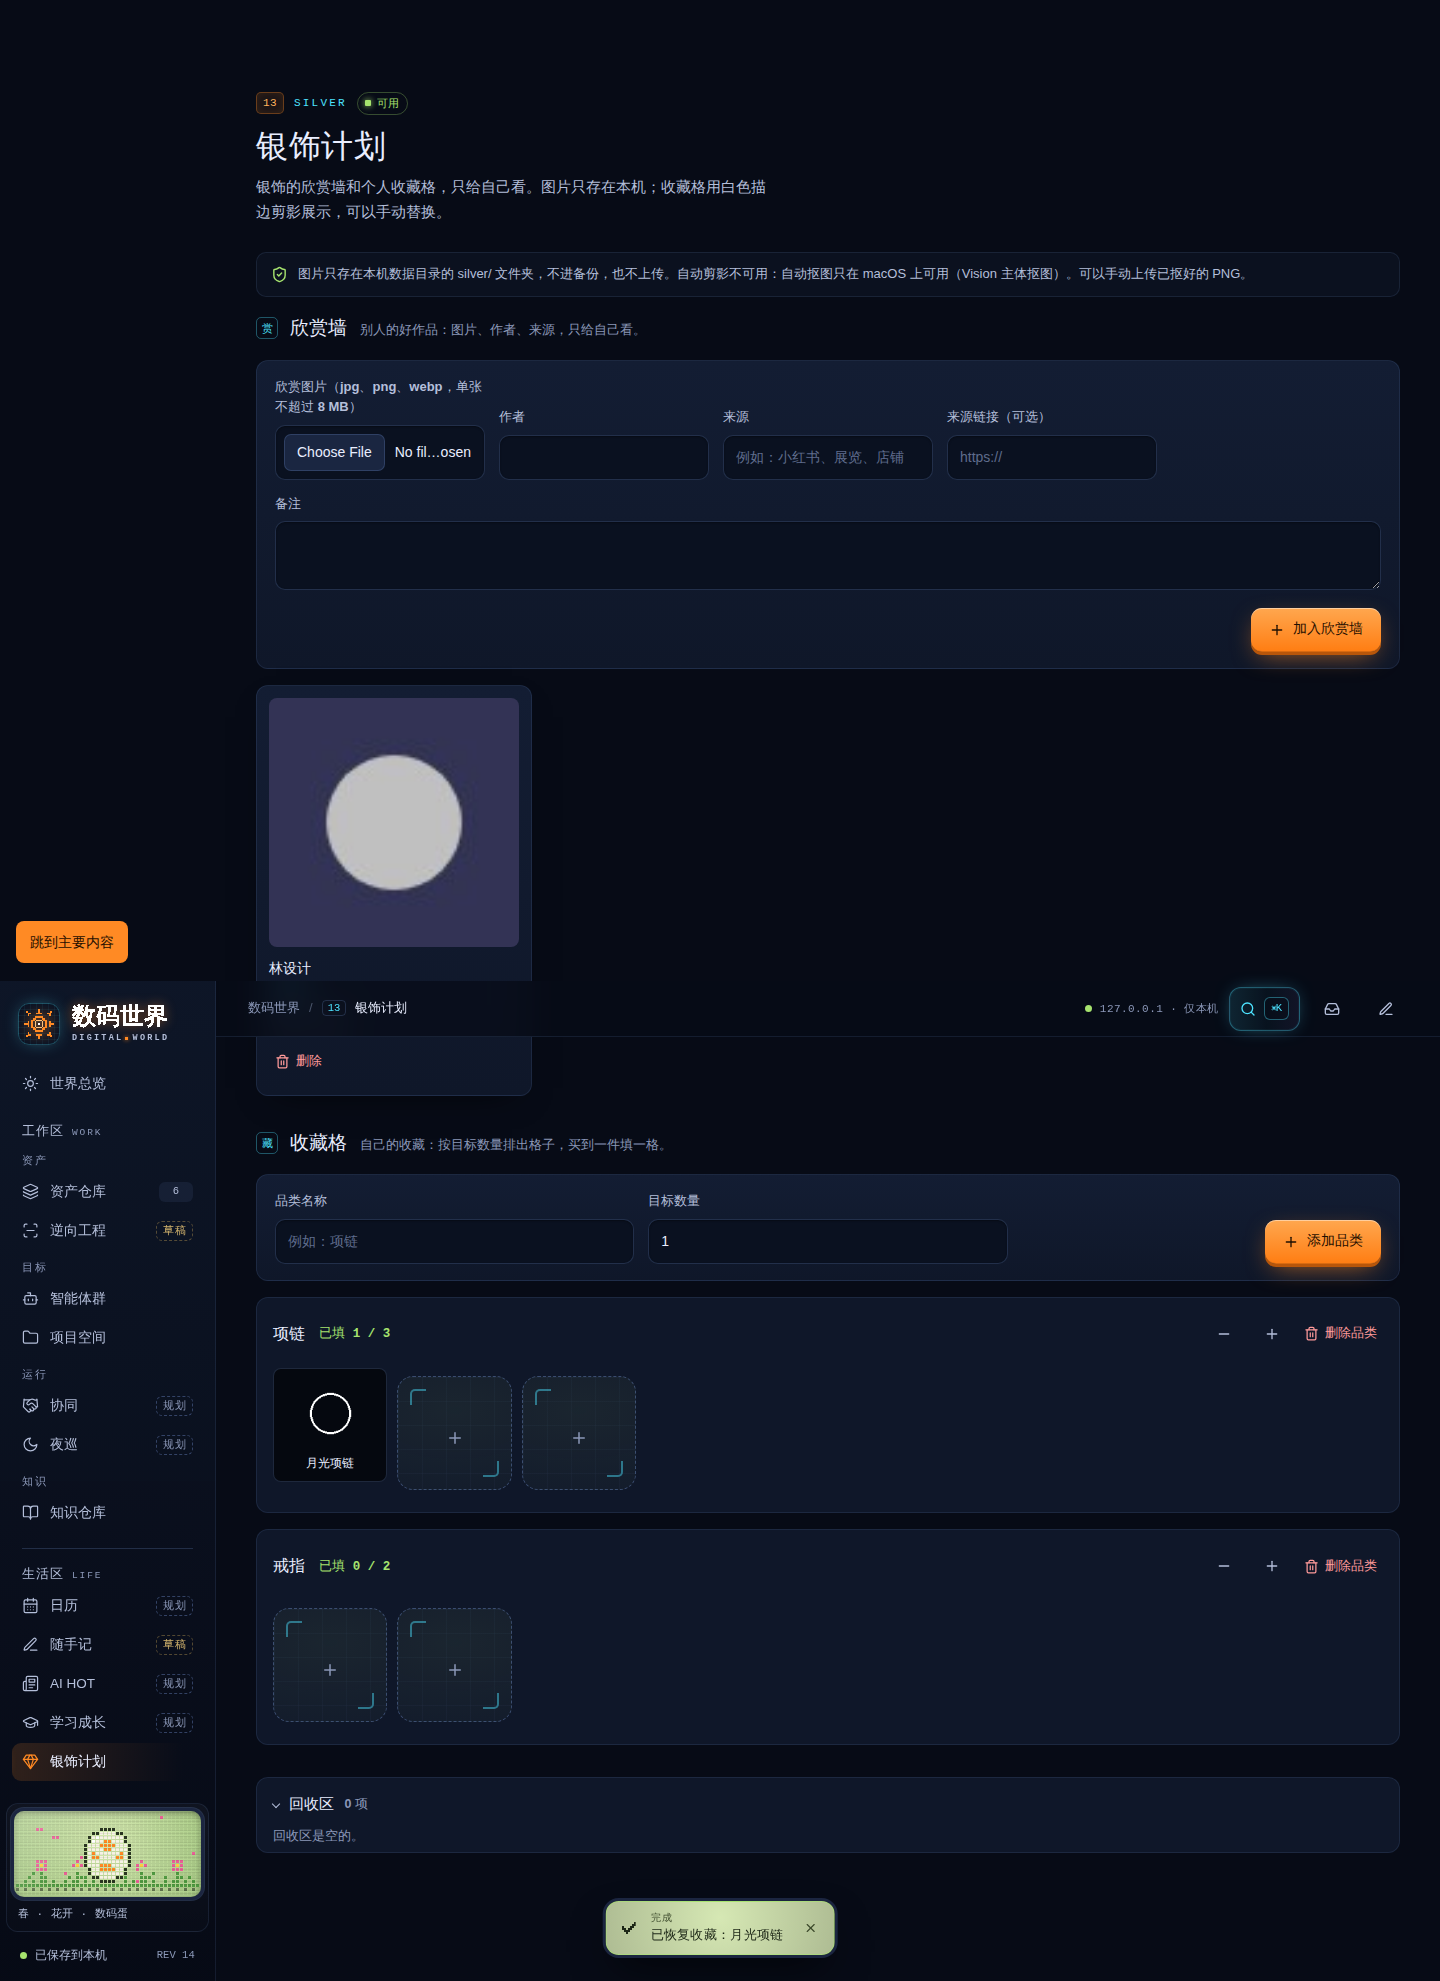 13 SILVER 可用
银饰计划
银饰的欣赏墙和个人收藏格，只给自己看。图片只存在本机；收藏格用白色描
边剪影展示，可以手动替换。
图片只存在本机数据目录的 silver/ 文件夹，不进备份，也不上传。自动剪影不可用：自动抠图只在 macOS 上可用（Vision 主体抠图）。可以手动上传已抠好的 PNG。
赏 欣赏墙 别人的好作品：图片、作者、来源，只给自己看。
欣赏图片（jpg、png、webp，单张
不超过 8 MB）
Choose File No fil…osen
作者
来源
例如：小红书、展览、店铺
来源链接（可选）
https://
备注
加入欣赏墙
林设计
跳到主要内容
数码世界
DIGITAL WORLD
数码世界 / 13 银饰计划
127.0.0.1 · 仅本机
⌘K
删除
世界总览
工作区 WORK
资产
资产仓库 6
逆向工程 草稿
目标
智能体群
项目空间
运行
协同 规划
夜巡 规划
知识
知识仓库
生活区 LIFE
日历 规划
随手记 草稿
AI HOT 规划
学习成长 规划
银饰计划
春 · 花开 · 数码蛋
已保存到本机 REV 14
藏 收藏格 自己的收藏：按目标数量排出格子，买到一件填一格。
品类名称
例如：项链
目标数量
1
添加品类
项链 已填 1 / 3
删除品类
月光项链
戒指 已填 0 / 2
删除品类
回收区 0 项
回收区是空的。
完成
已恢复收藏：月光项链